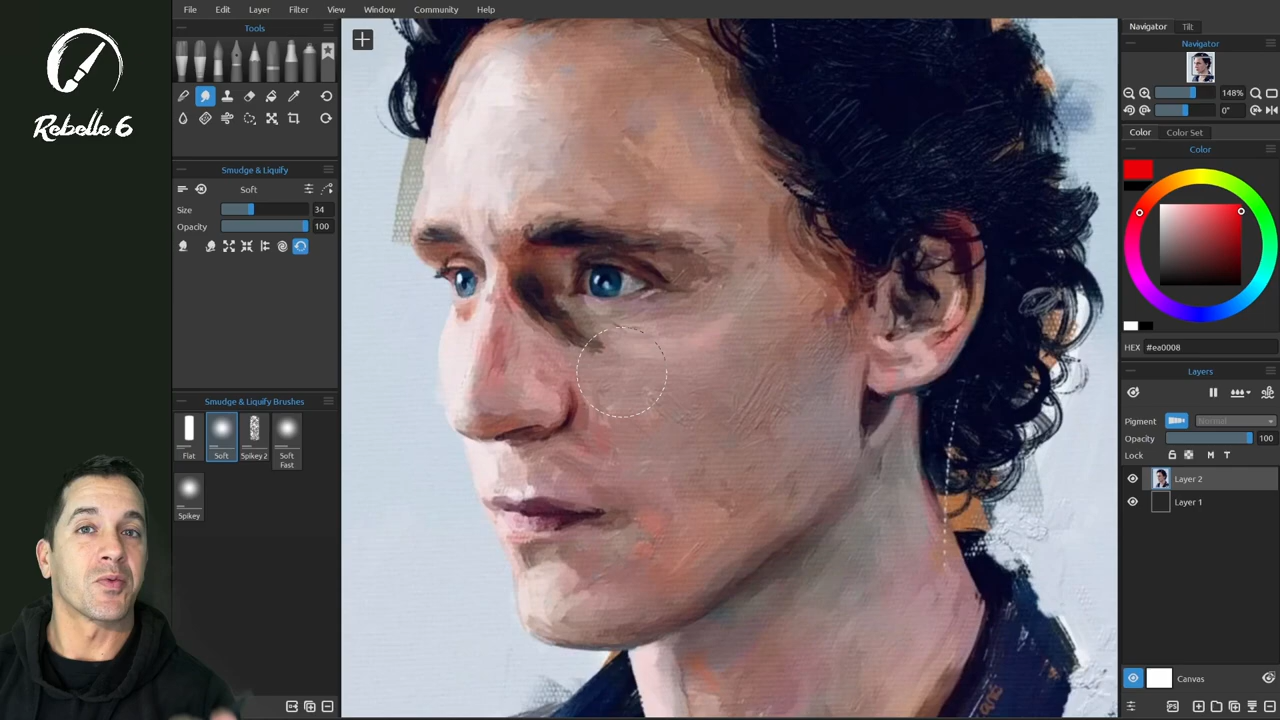 Rebelle 6
File Edit Layer Filter View Window Community Help
Tools
Smudge & Liquify
Soft
Size 34
Opacity 100
Smudge & Liquify Brushes
Flat Soft Spikey 2 Soft Fast
Spikey
Navigator Tilt
Navigator
148%
0°
Color Color Set
Color
HEX #ea0008
Layers
Pigment Normal
Opacity 100
Lock M T
Layer 2
Layer 1
Canvas